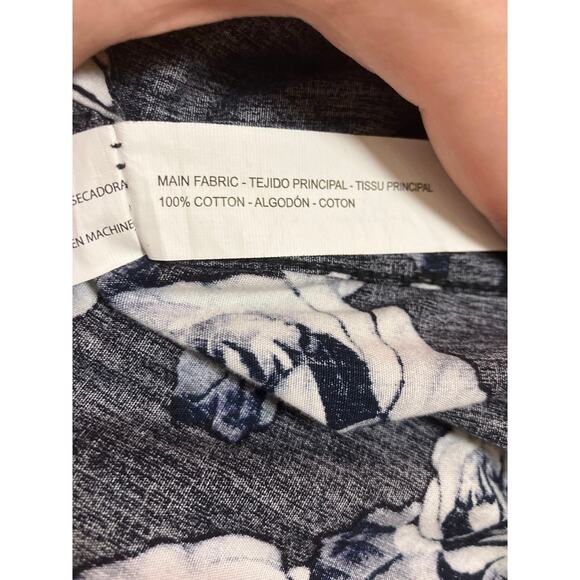 SECADORA
EN MACHINE
MAIN FABRIC - TEJIDO PRINCIPAL - TISSU PRINCIPAL
100% COTTON - ALGODÓN - COTON